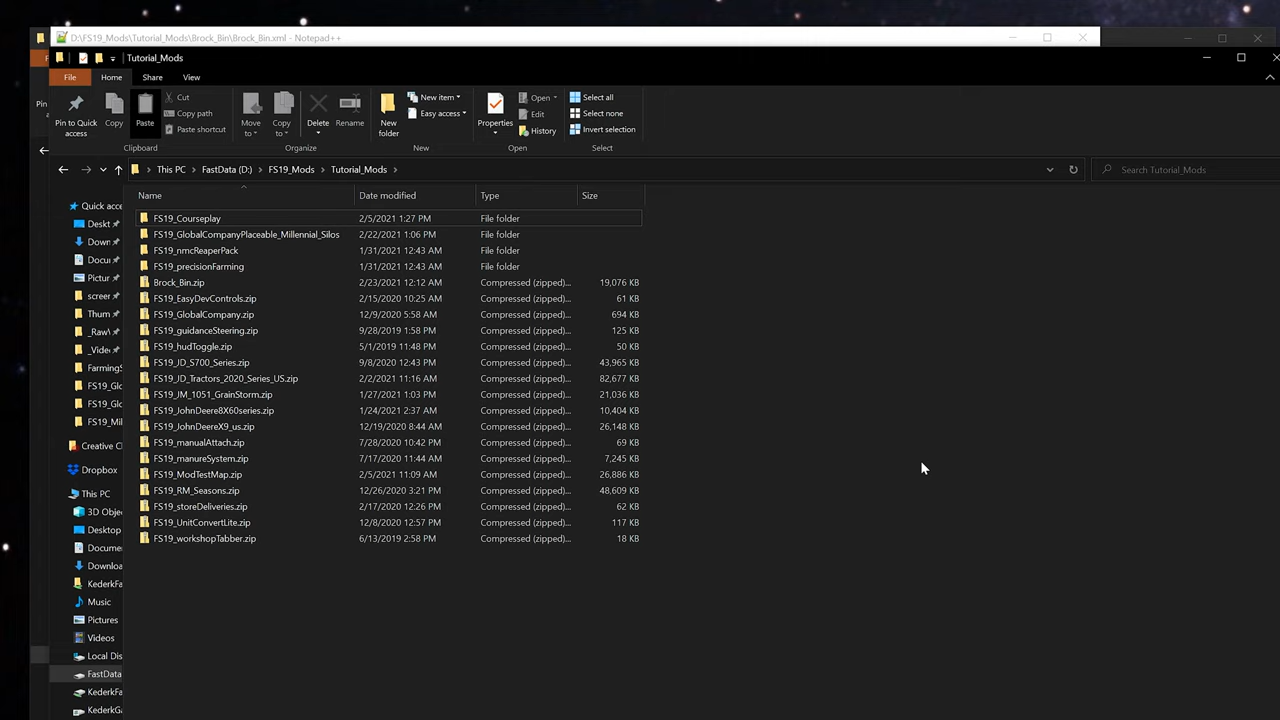 D:\FS19_Mods\Tutorial_Mods\Brock_Bin\Brock_Bin.xml - Notepad++
Tutorial_Mods
File Home Share View
Pin to Quick access
Copy
Paste
Cut
Copy path
Paste shortcut
Clipboard
Move to
Copy to
Delete
Rename
Organize
New folder
New item
Easy access
New
Properties
Open
Edit
History
Open
Select all
Select none
Invert selection
Select
This PC > FastData (D:) > FS19_Mods > Tutorial_Mods >
Search Tutorial_Mods
Name Date modified Type Size
FS19_Courseplay 2/5/2021 1:27 PM File folder
FS19_GlobalCompanyPlaceable_Millennial_Silos 2/22/2021 1:06 PM File folder
FS19_nmcReaperPack 1/31/2021 12:43 AM File folder
FS19_precisionFarming 1/31/2021 12:43 AM File folder
Brock_Bin.zip 2/23/2021 12:12 AM Compressed (zipped)... 19,076 KB
FS19_EasyDevControls.zip 2/15/2020 10:25 AM Compressed (zipped)... 61 KB
FS19_GlobalCompany.zip 12/9/2020 5:58 AM Compressed (zipped)... 694 KB
FS19_guidanceSteering.zip 9/28/2019 1:58 PM Compressed (zipped)... 125 KB
FS19_hudToggle.zip 5/1/2019 11:48 PM Compressed (zipped)... 50 KB
FS19_JD_S700_Series.zip 9/8/2020 12:43 PM Compressed (zipped)... 43,965 KB
FS19_JD_Tractors_2020_Series_US.zip 2/2/2021 11:16 AM Compressed (zipped)... 82,677 KB
FS19_JM_1051_GrainStorm.zip 1/27/2021 1:03 PM Compressed (zipped)... 21,036 KB
FS19_JohnDeere8X60series.zip 1/24/2021 2:37 AM Compressed (zipped)... 10,404 KB
FS19_JohnDeereX9_us.zip 12/19/2020 8:44 AM Compressed (zipped)... 26,148 KB
FS19_manualAttach.zip 7/28/2020 10:42 PM Compressed (zipped)... 69 KB
FS19_manureSystem.zip 7/17/2020 11:44 AM Compressed (zipped)... 7,245 KB
FS19_ModTestMap.zip 2/5/2021 11:09 AM Compressed (zipped)... 26,886 KB
FS19_RM_Seasons.zip 12/26/2020 3:21 PM Compressed (zipped)... 48,609 KB
FS19_storeDeliveries.zip 2/17/2020 12:26 PM Compressed (zipped)... 62 KB
FS19_UnitConvertLite.zip 12/8/2020 12:57 PM Compressed (zipped)... 117 KB
FS19_workshopTabber.zip 6/13/2019 2:58 PM Compressed (zipped)... 18 KB
Quick acce
Deskt
Down
Docu
Pictur
scree
Thum
_Raw
_Vide
FarmingS
FS19_Glo
FS19_Glo
FS19_Mil
Creative Cl
Dropbox
This PC
3D Obje
Desktop
Docume
Downloa
KederkFa
Music
Pictures
Videos
Local Dis
FastData
KederkFa
KederkGa